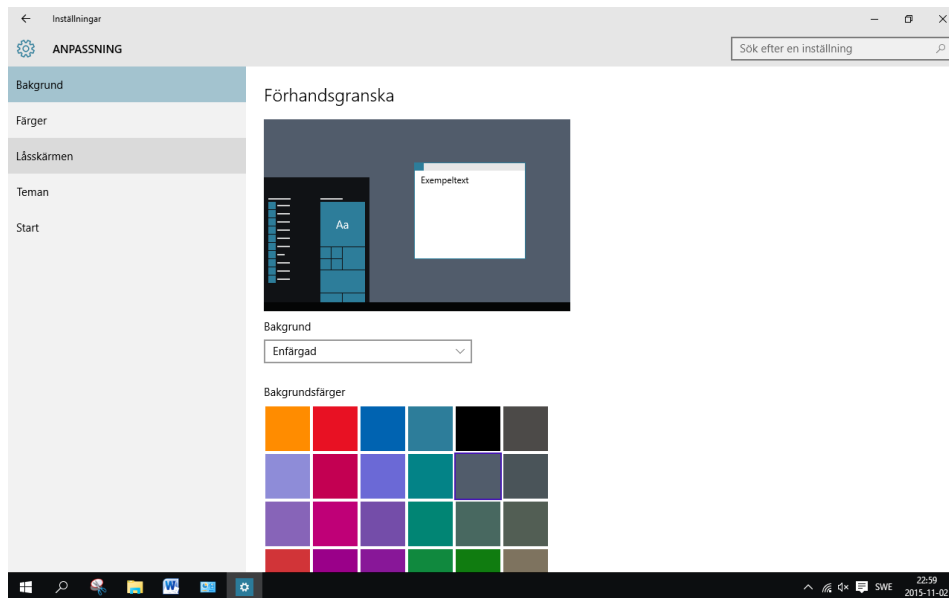 Inställningar
ANPASSNING
Sök efter en inställning
Bakgrund
Färger
Låsskärmen
Teman
Start
Förhandsgranska
Exempeltext
Aa
Bakgrund
Enfärgad
Bakgrundsfärger
W
SWE
22:59
2015-11-02